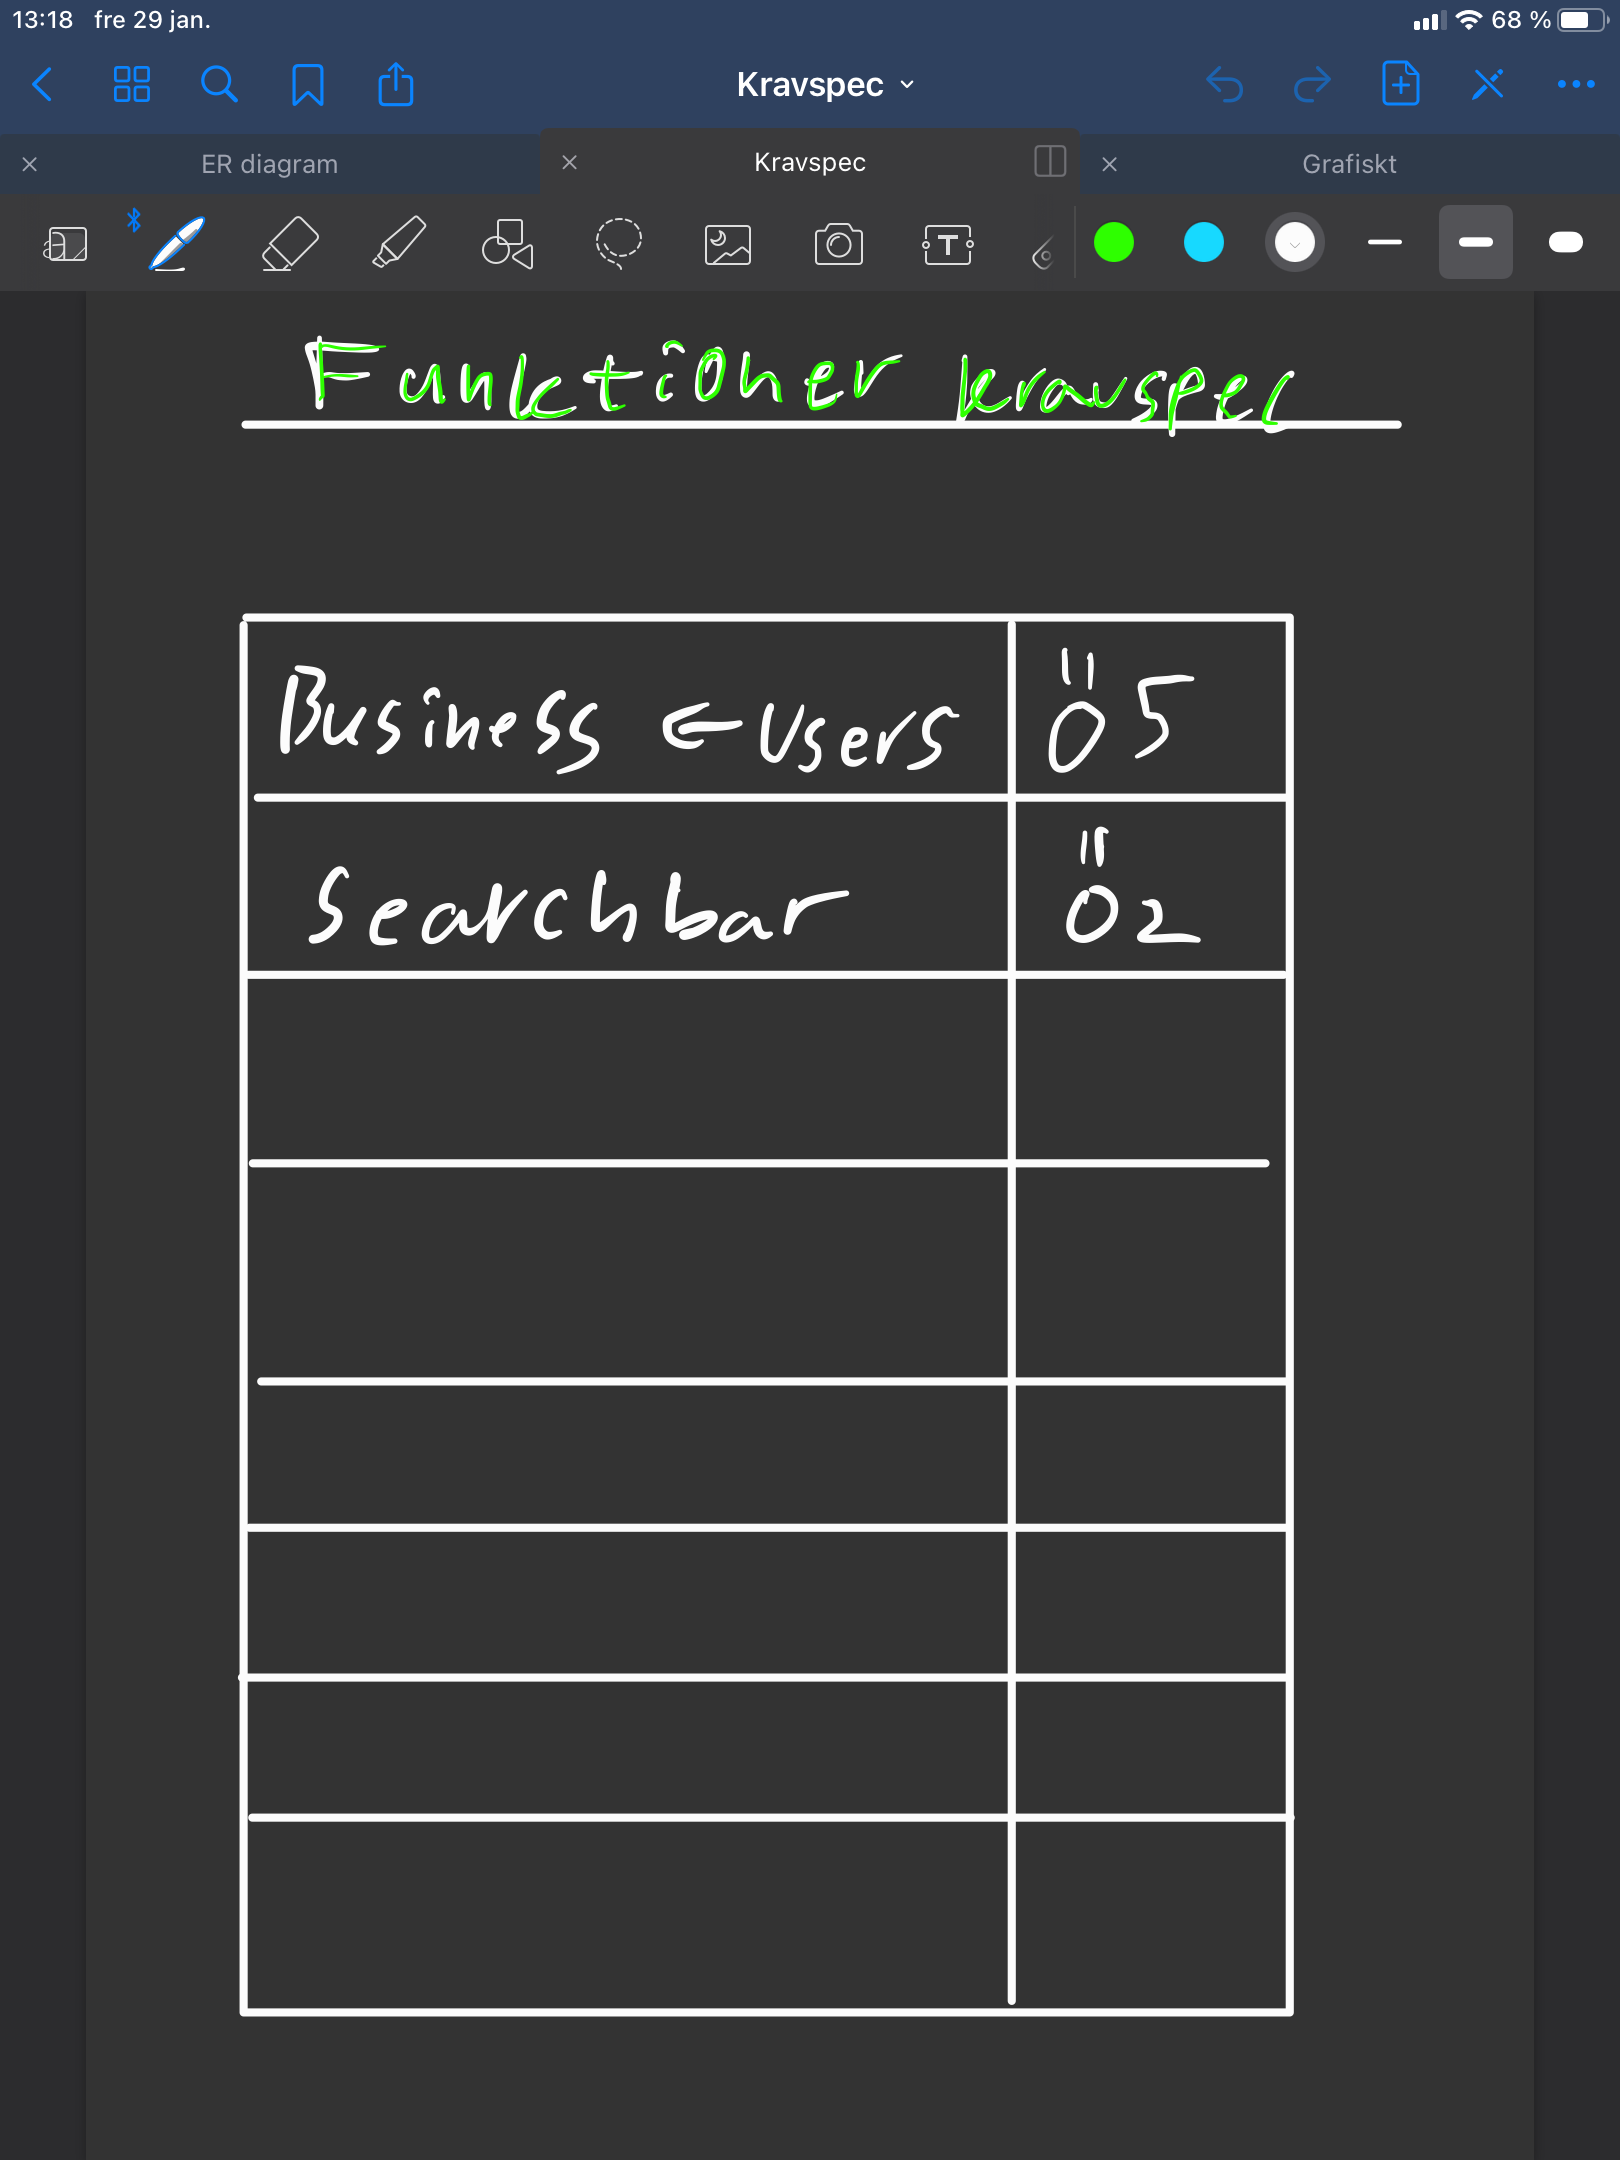 13:18 fre 29 jan. 68 %
Kravspec
ER diagram Kravspec Grafiskt
Funktioner kravspec
Business ← Users Ö5
Searchbar Ö2